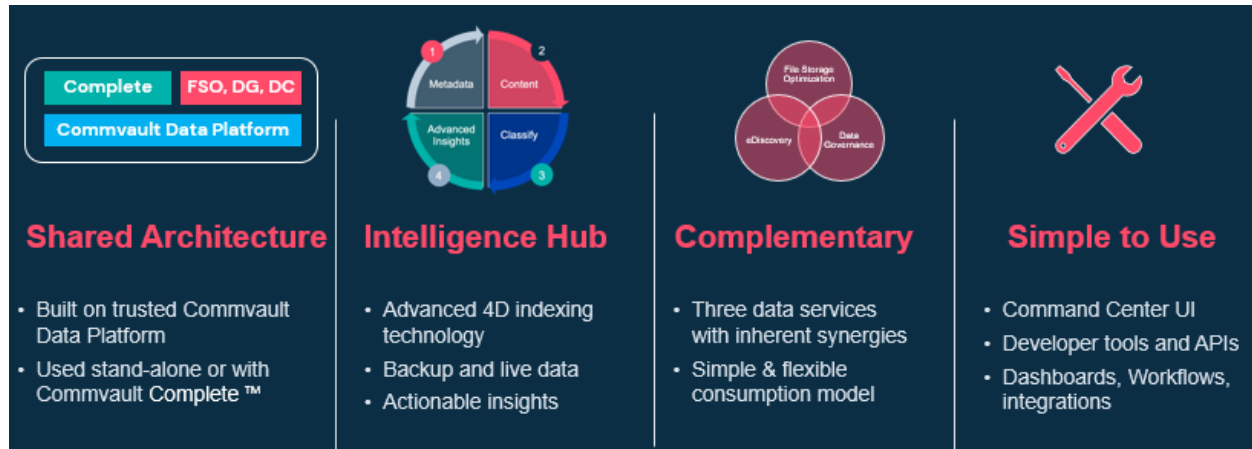 Complete
FSO, DG, DC
Commvault Data Platform
Shared Architecture
• Built on trusted Commvault
Data Platform
• Used stand-alone or with
Commvault Complete ™
1
2
Metadata
Content
Advanced
Insights
Classify
4
3
Intelligence Hub
• Advanced 4D indexing
technology
• Backup and live data
• Actionable insights
File Storage
Optimization
eDiscovery
Data
Governance
Complementary
• Three data services
with inherent synergies
• Simple & flexible
consumption model
Simple to Use
• Command Center UI
• Developer tools and APIs
• Dashboards, Workflows,
integrations